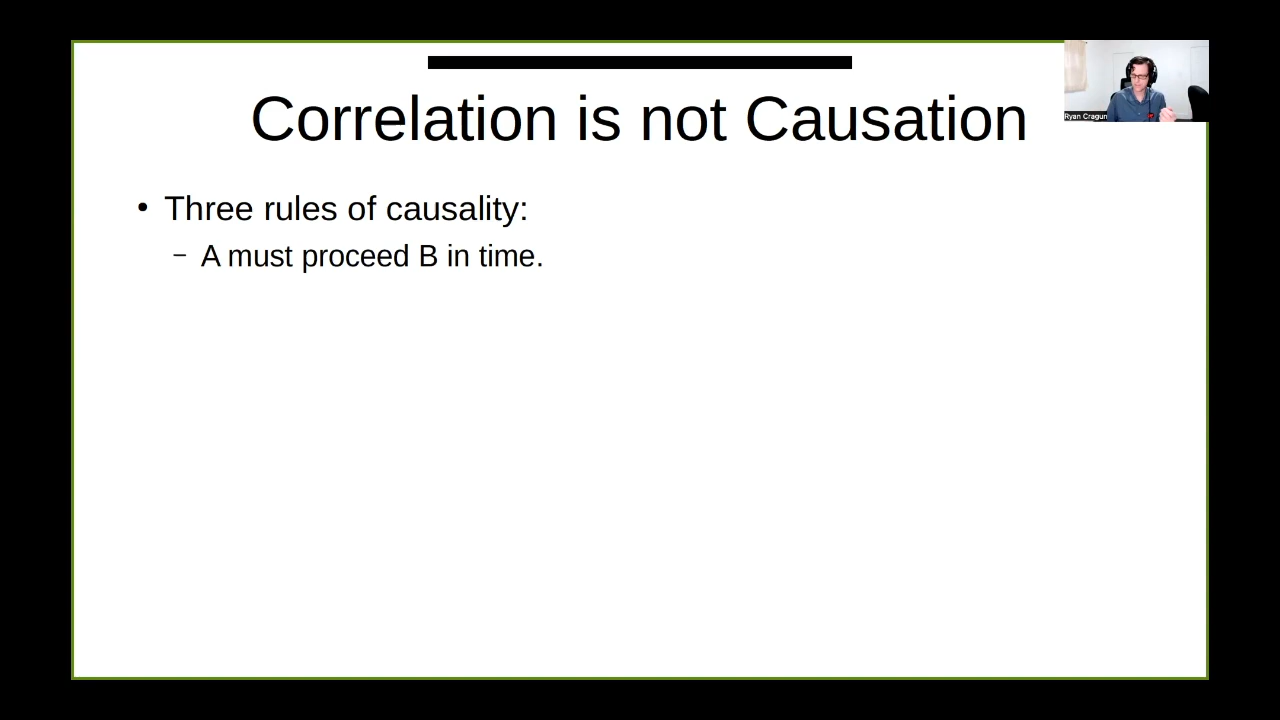 Correlation is not Causation
Ryan Cragun
• Three rules of causality:
– A must proceed B in time.